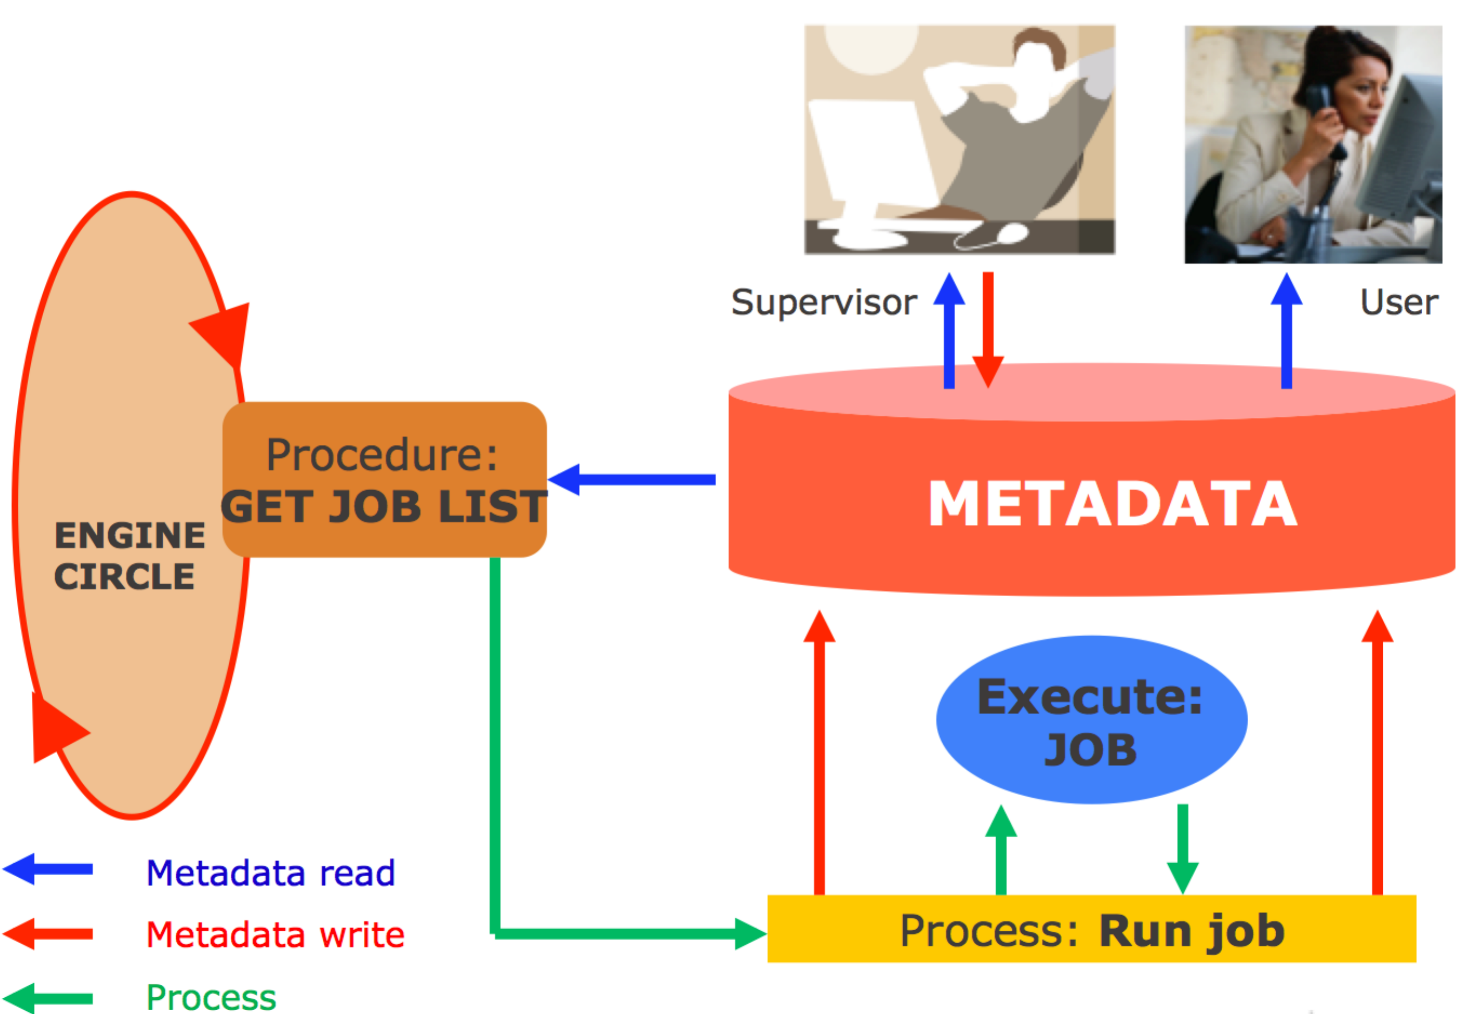 Supervisor
User
Procedure:
GET JOB LIST
METADATA
ENGINE
CIRCLE
Execute:
JOB
Metadata read
Metadata write
Process
Process: Run job